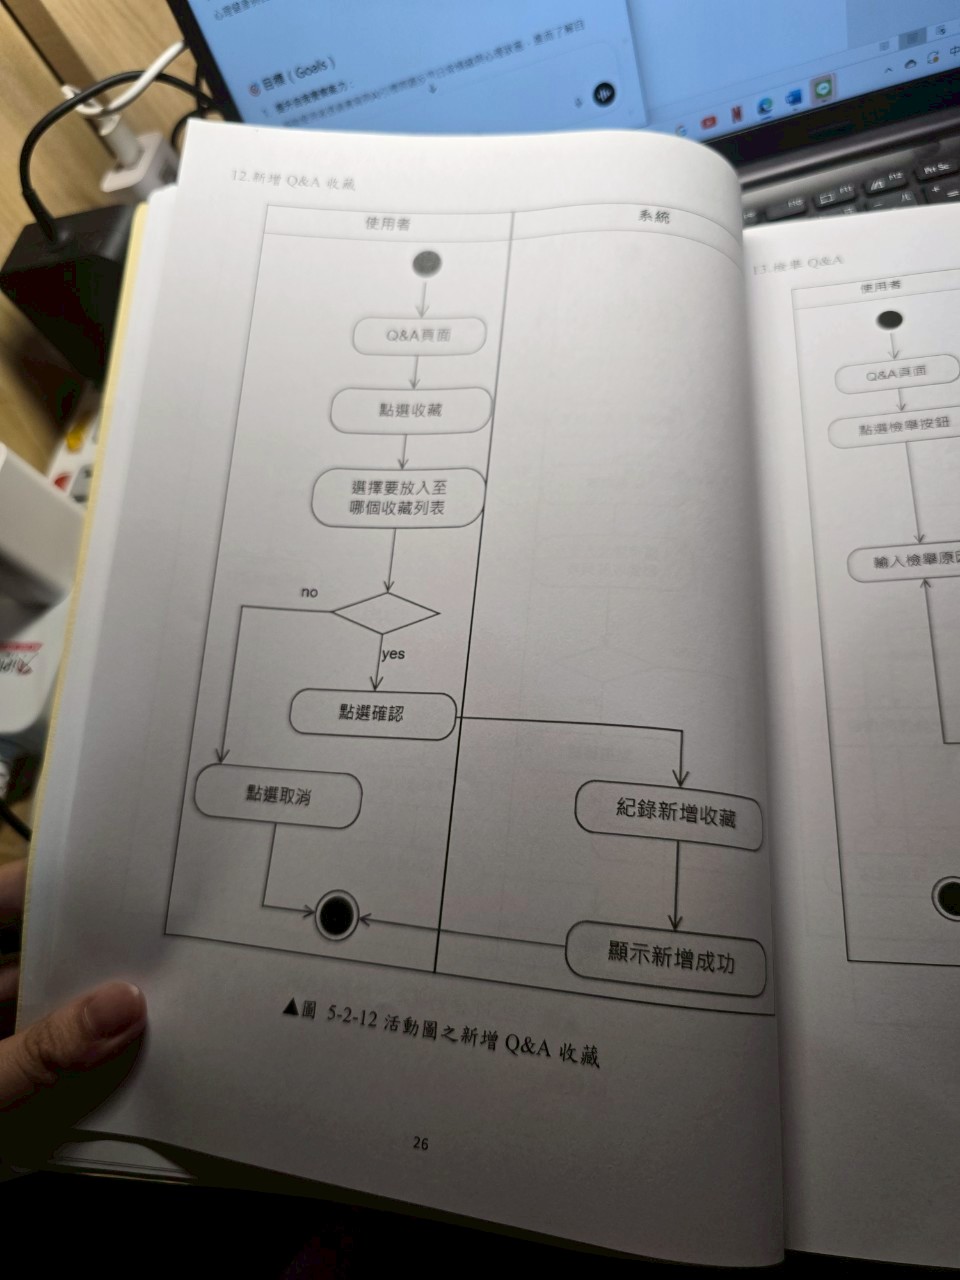 目標 (Goals)
12.新增 Q&A 收藏
使用者
系統
Q&A頁面
點選收藏
選擇要放入至
哪個收藏列表
no
yes
點選確認
點選取消
紀錄新增收藏
顯示新增成功
▲圖 5-2-12 活動圖之新增 Q&A 收藏
26
13.檢舉 Q&A
使用者
Q&A頁面
點選檢舉按鈕
輸入檢舉原因